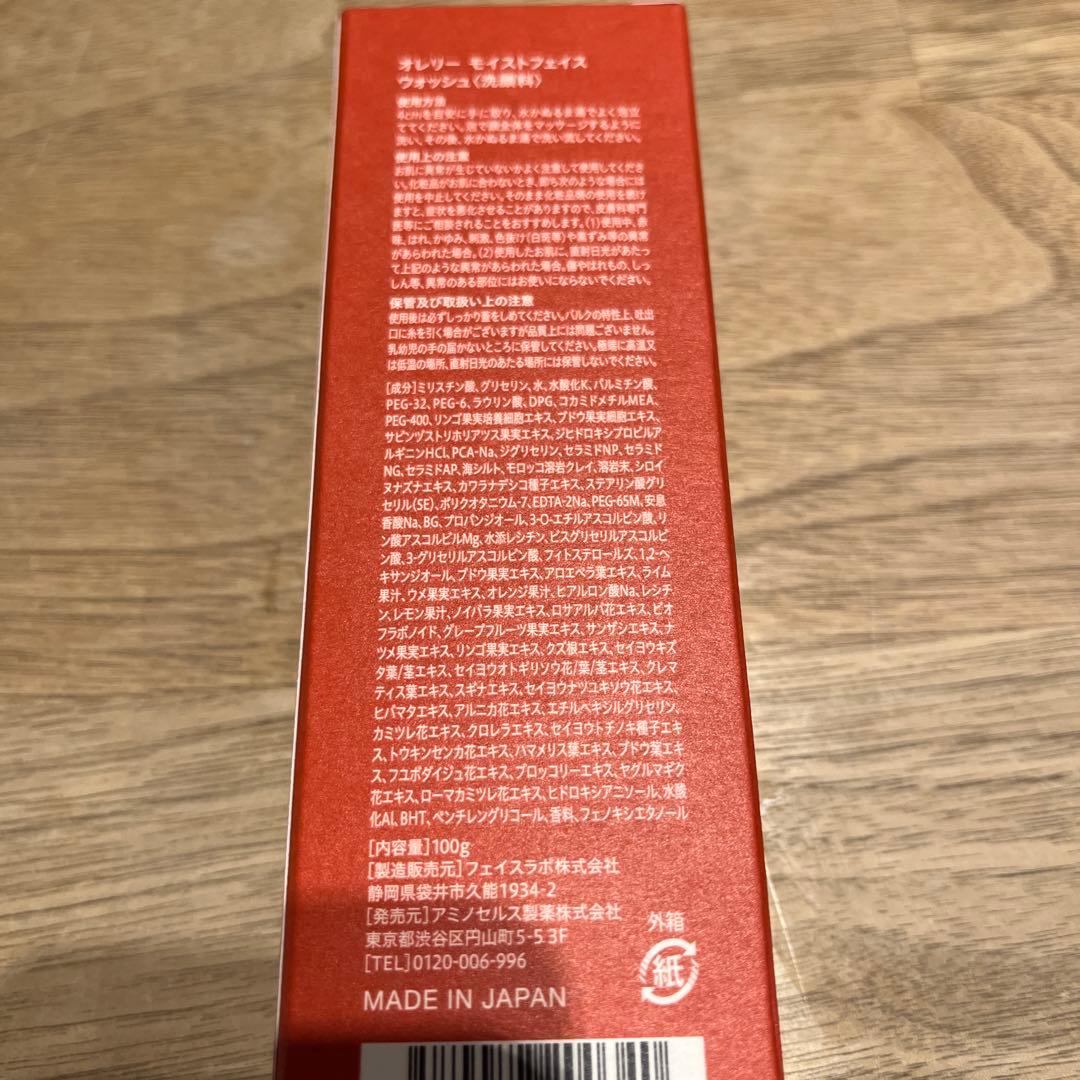 オレリー モイストフェイス
ウォッシュ〈洗顔料〉
使用方法
4cmを目安に手に取り、水かぬるま湯でよく泡立
ててください。泡で顔全体をマッサージするように
洗い、その後、水かぬるま湯で洗い流してください。
使用上の注意
お肌に異常が生じていないかよく注意して使用してくださ
い。化粧品がお肌に合わないとき、即ち次のような場合には
使用を中止してください。そのまま化粧品類の使用を続け
ますと、症状を悪化させることがありますので、皮膚科専門
医等にご相談されることをおすすめします。(1)使用中、赤
味、はれ、かゆみ、刺激、色抜け(白斑等)や黒ずみ等の異常
があらわれた場合。(2)使用したお肌に、直射日光があたっ
て上記のような異常があらわれた場合。傷やはれもの、しっ
しん等、異常のある部位にはお使いにならないでください。
保管及び取扱い上の注意
使用後は必ずしっかり蓋をしめてください。バルクの特性上、吐出
口に糸を引く場合がございますが品質上には問題ございません。
乳幼児の手の届かないところに保管してください。極端に高温又
は低温の場所、直射日光のあたる場所には保管しないでください。
[成分]ミリスチン酸、グリセリン、水、水酸化K、パルミチン酸、
PEG-32、PEG-6、ラウリン酸、DPG、コカミドメチルMEA、
PEG-400、リンゴ果実培養細胞エキス、ブドウ果実細胞エキス、
サピンヅストリホリアツス果実エキス、ジヒドロキシプロピルア
ルギニンHCl、PCA-Na、ジグリセリン、セラミドNP、セラミド
NG、セラミドAP、海シルト、モロッコ溶岩クレイ、溶岩末、シロイ
ヌナズナエキス、カワラナデシコ種子エキス、ステアリン酸グリ
セリル(SE)、ポリクオタニウム-7、EDTA-2Na、PEG-65M、安息
香酸Na、BG、プロパンジオール、3-O-エチルアスコルビン酸、リ
ン酸アスコルビルMg、水添レシチン、ビスグリセリルアスコルビ
ン酸、3-グリセリルアスコルビン酸、フィトステロールズ、1,2-ヘ
キサンジオール、ブドウ果実エキス、アロエベラ葉エキス、ライム
果汁、ウメ果実エキス、オレンジ果汁、ヒアルロン酸Na、レシチ
ン、レモン果汁、ノイバラ果実エキス、ロサアルバ花エキス、ビオ
フラボノイド、グレープフルーツ果実エキス、サンザシエキス、ナ
ツメ果実エキス、リンゴ果実エキス、クズ根エキス、セイヨウキズ
タ葉/茎エキス、セイヨウオトギリソウ花/葉/茎エキス、クレマ
ティス葉エキス、スギナエキス、セイヨウナツユキソウ花エキス、
ヒバマタエキス、アルニカ花エキス、エチルヘキシルグリセリン、
カミツレ花エキス、クロレラエキス、セイヨウトチノキ種子エキ
ス、トウキンセンカ花エキス、ハマメリス葉エキス、ブドウ葉エキ
ス、フユボダイジュ花エキス、ブロッコリーエキス、ヤグルマギク
花エキス、ローマカミツレ花エキス、ヒドロキシアニソール、水酸
化Al、BHT、ペンチレングリコール、香料、フェノキシエタノール
[内容量]100g
[製造販売元]フェイスラボ株式会社
静岡県袋井市久能1934-2
[発売元]アミノセルス製薬株式会社
東京都渋谷区円山町5-5 3F
[TEL]0120-006-996
MADE IN JAPAN
外箱
紙